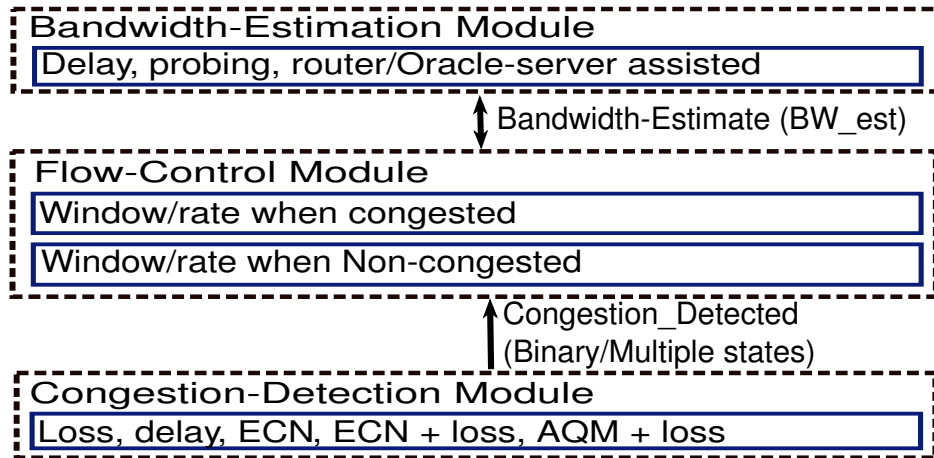 Bandwidth-Estimation Module
Delay, probing, router/Oracle-server assisted
Bandwidth-Estimate (BW_est)
Flow-Control Module
Window/rate when congested
Window/rate when Non-congested
Congestion_Detected
(Binary/Multiple states)
Congestion-Detection Module
Loss, delay, ECN, ECN + loss, AQM + loss